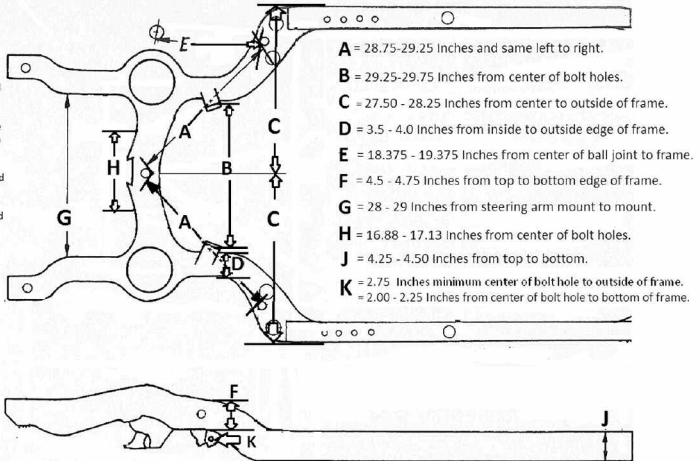 E
A = 28.75-29.25 Inches and same left to right.
B = 29.25-29.75 Inches from center of bolt holes.
C = 27.50 - 28.25 Inches from center to outside of frame.
D = 3.5 - 4.0 Inches from inside to outside edge of frame.
E = 18.375 - 19.375 Inches from center of ball joint to frame.
F = 4.5 - 4.75 Inches from top to bottom edge of frame.
G = 28 - 29 Inches from steering arm mount to mount.
H = 16.88 - 17.13 Inches from center of bolt holes.
J = 4.25 - 4.50 Inches from top to bottom.
K = 2.75 Inches minimum center of bolt hole to outside of frame.
= 2.00 - 2.25 Inches from center of bolt hole to bottom of frame.
A
C
H
B
G
A
C
D
F
K
J